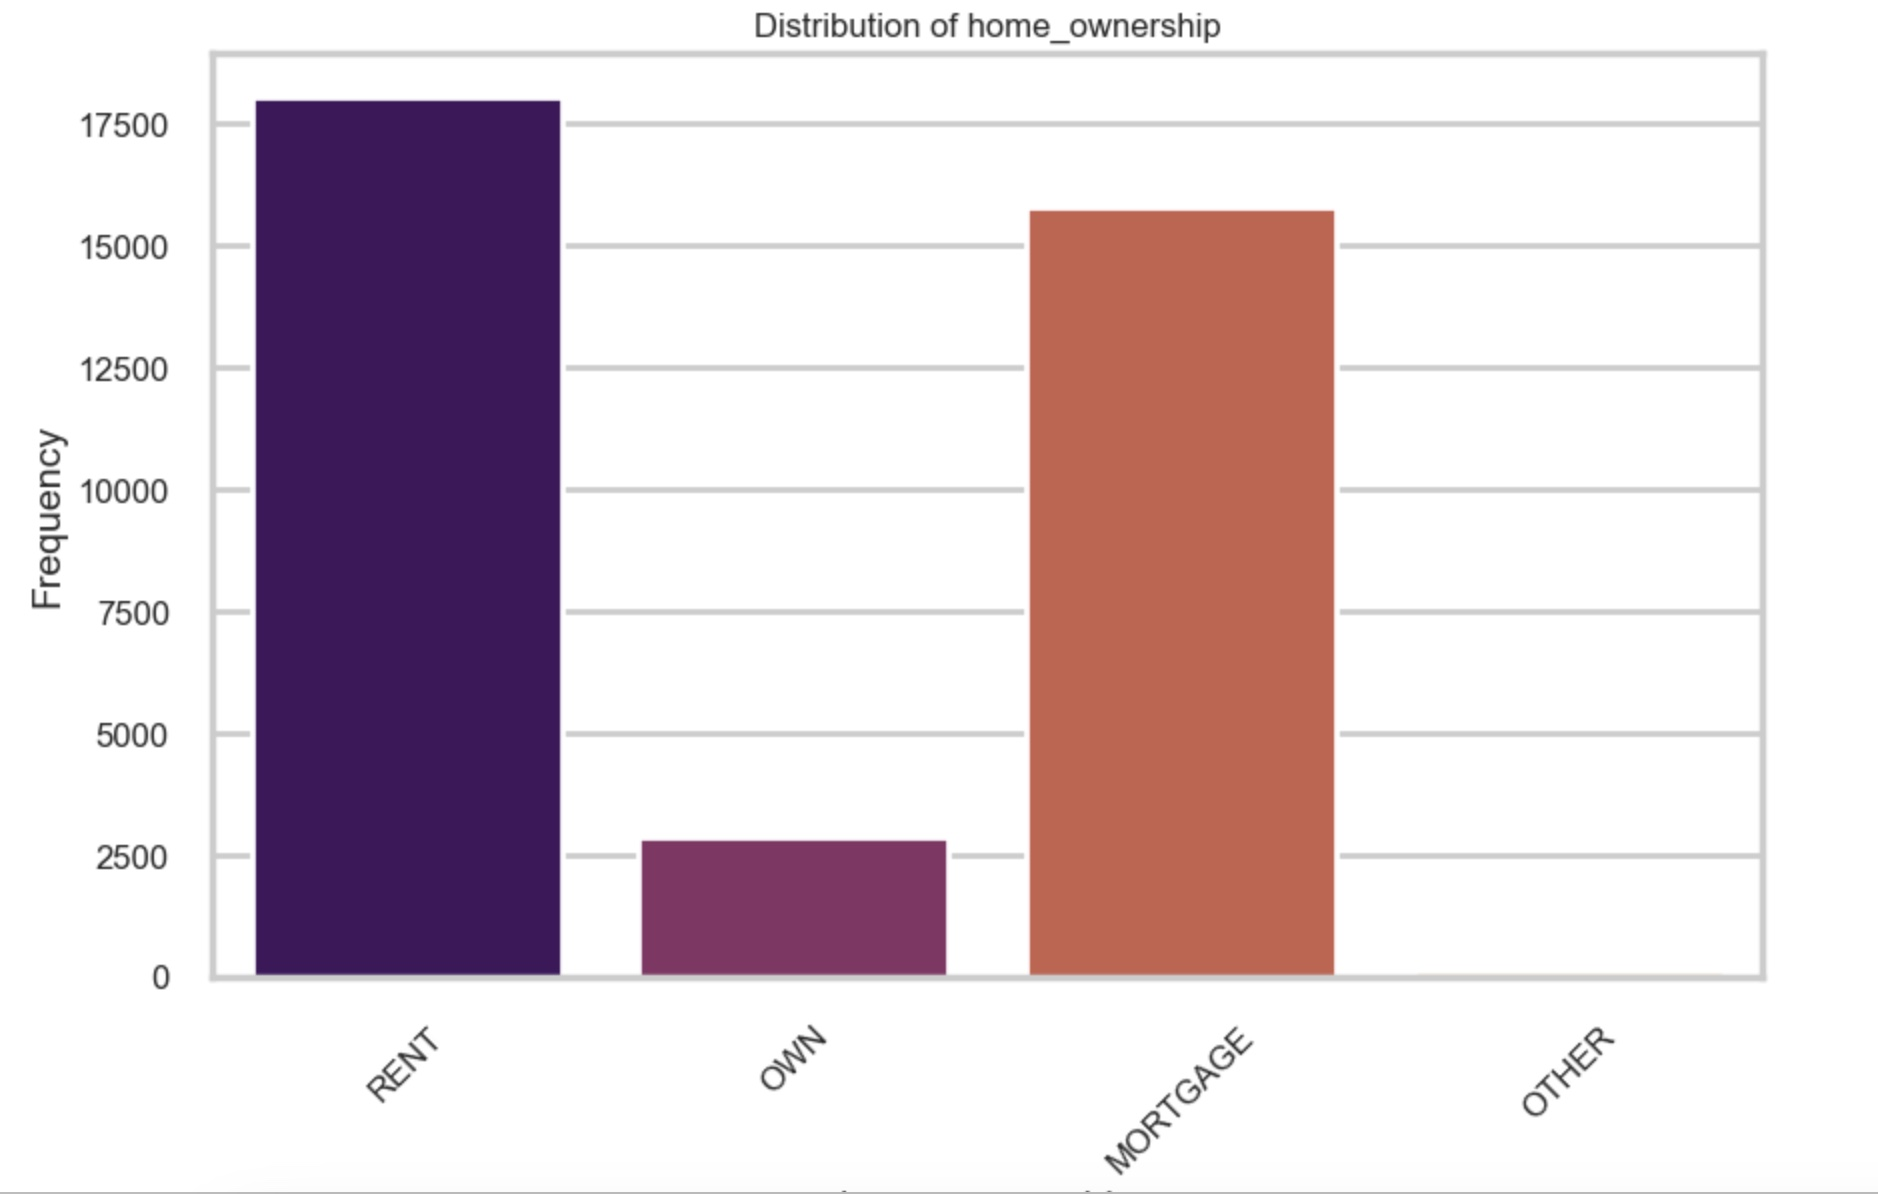 Distribution of home_ownership
17500
15000
12500
10000
7500
5000
2500
0
Frequency
RENT
OWN
MORTGAGE
OTHER